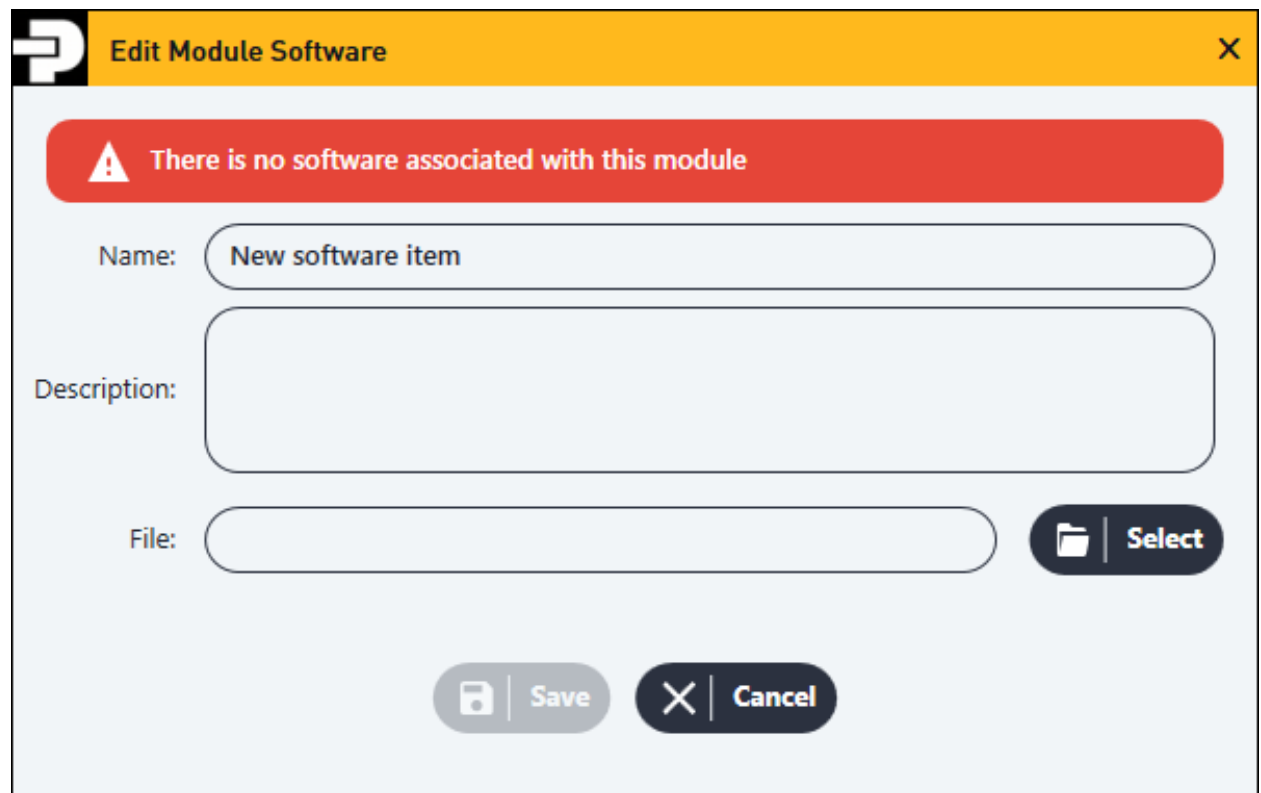 Edit Module Software
There is no software associated with this module
Name: New software item
Description:
File: Select
Save Cancel